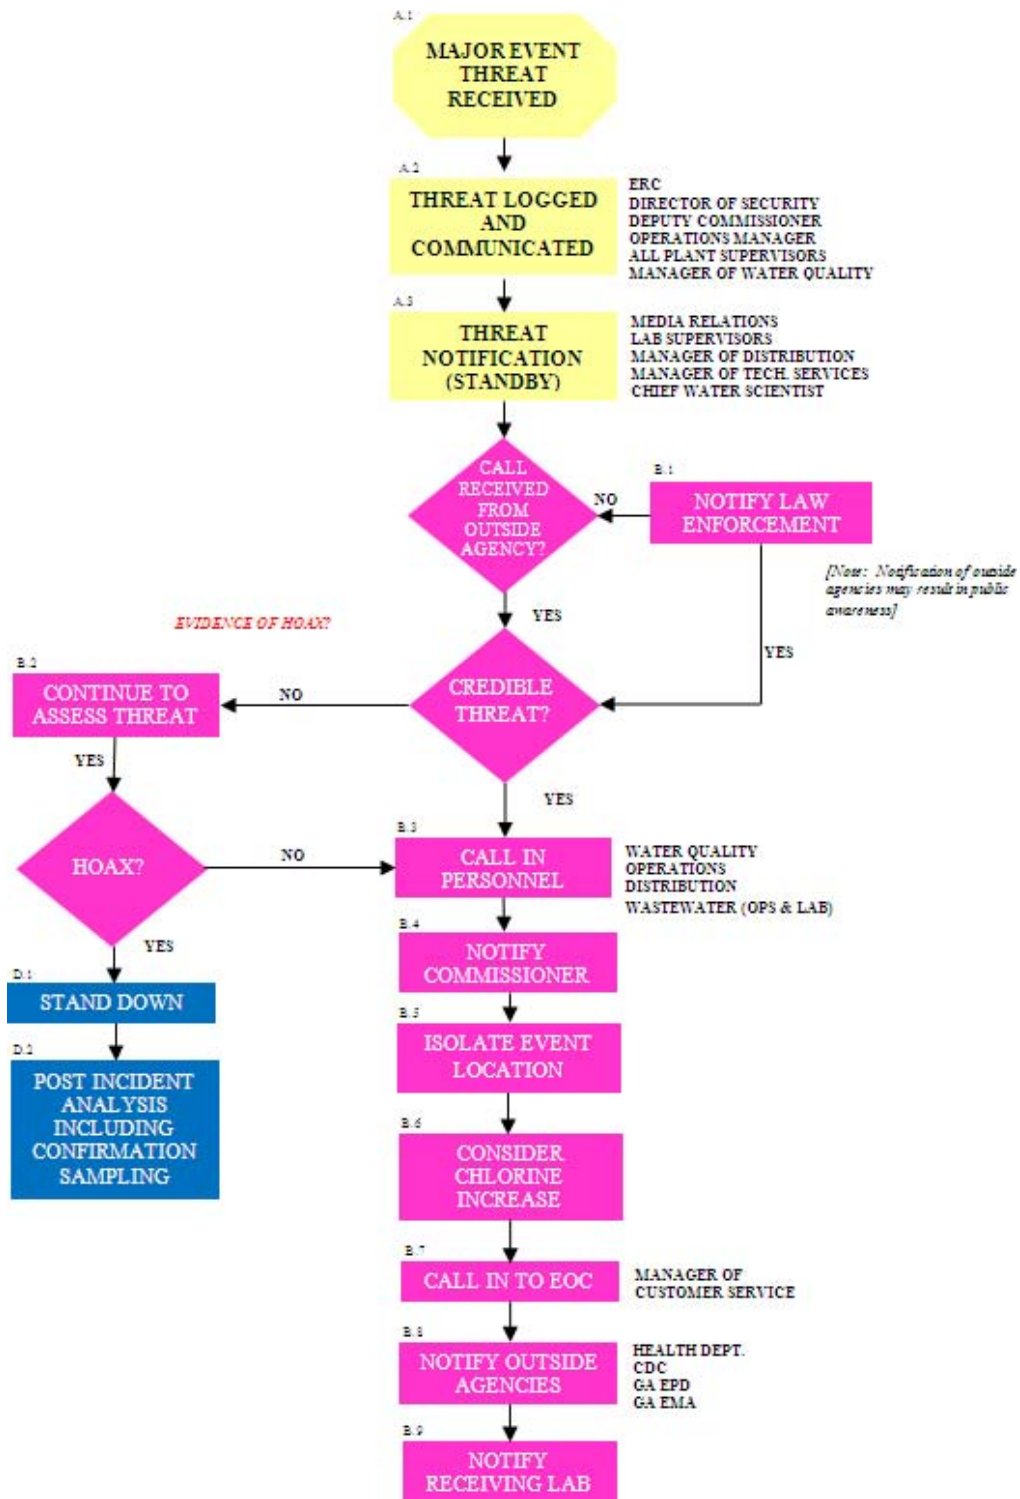 A.1
MAJOR EVENT
THREAT
RECEIVED
A.2
THREAT LOGGED
AND
COMMUNICATED
ERC
DIRECTOR OF SECURITY
DEPUTY COMMISSIONER
OPERATIONS MANAGER
ALL PLANT SUPERVISORS
MANAGER OF WATER QUALITY
A.3
THREAT
NOTIFICATION
(STANDBY)
MEDIA RELATIONS
LAB SUPERVISORS
MANAGER OF DISTRIBUTION
MANAGER OF TECH. SERVICES
CHIEF WATER SCIENTIST
CALL
RECEIVED
FROM
OUTSIDE
AGENCY?
NO
B.1
NOTIFY LAW
ENFORCEMENT
[Note: Notification of outside
agencies may result in public
awareness]
YES
YES
EVIDENCE OF HOAX?
B.2
CONTINUE TO
ASSESS THREAT
NO
CREDIBLE
THREAT?
YES
YES
HOAX?
NO
B.3
CALL IN
PERSONNEL
WATER QUALITY
OPERATIONS
DISTRIBUTION
WASTEWATER (OPS & LAB)
YES
B.4
NOTIFY
COMMISSIONER
D.1
STAND DOWN
B.5
ISOLATE EVENT
LOCATION
D.2
POST INCIDENT
ANALYSIS
INCLUDING
CONFIRMATION
SAMPLING
B.6
CONSIDER
CHLORINE
INCREASE
B.7
CALL IN TO EOC
MANAGER OF
CUSTOMER SERVICE
B.8
NOTIFY OUTSIDE
AGENCIES
HEALTH DEPT.
CDC
GA EPD
GA EMA
B.9
NOTIFY
RECEIVING LAB